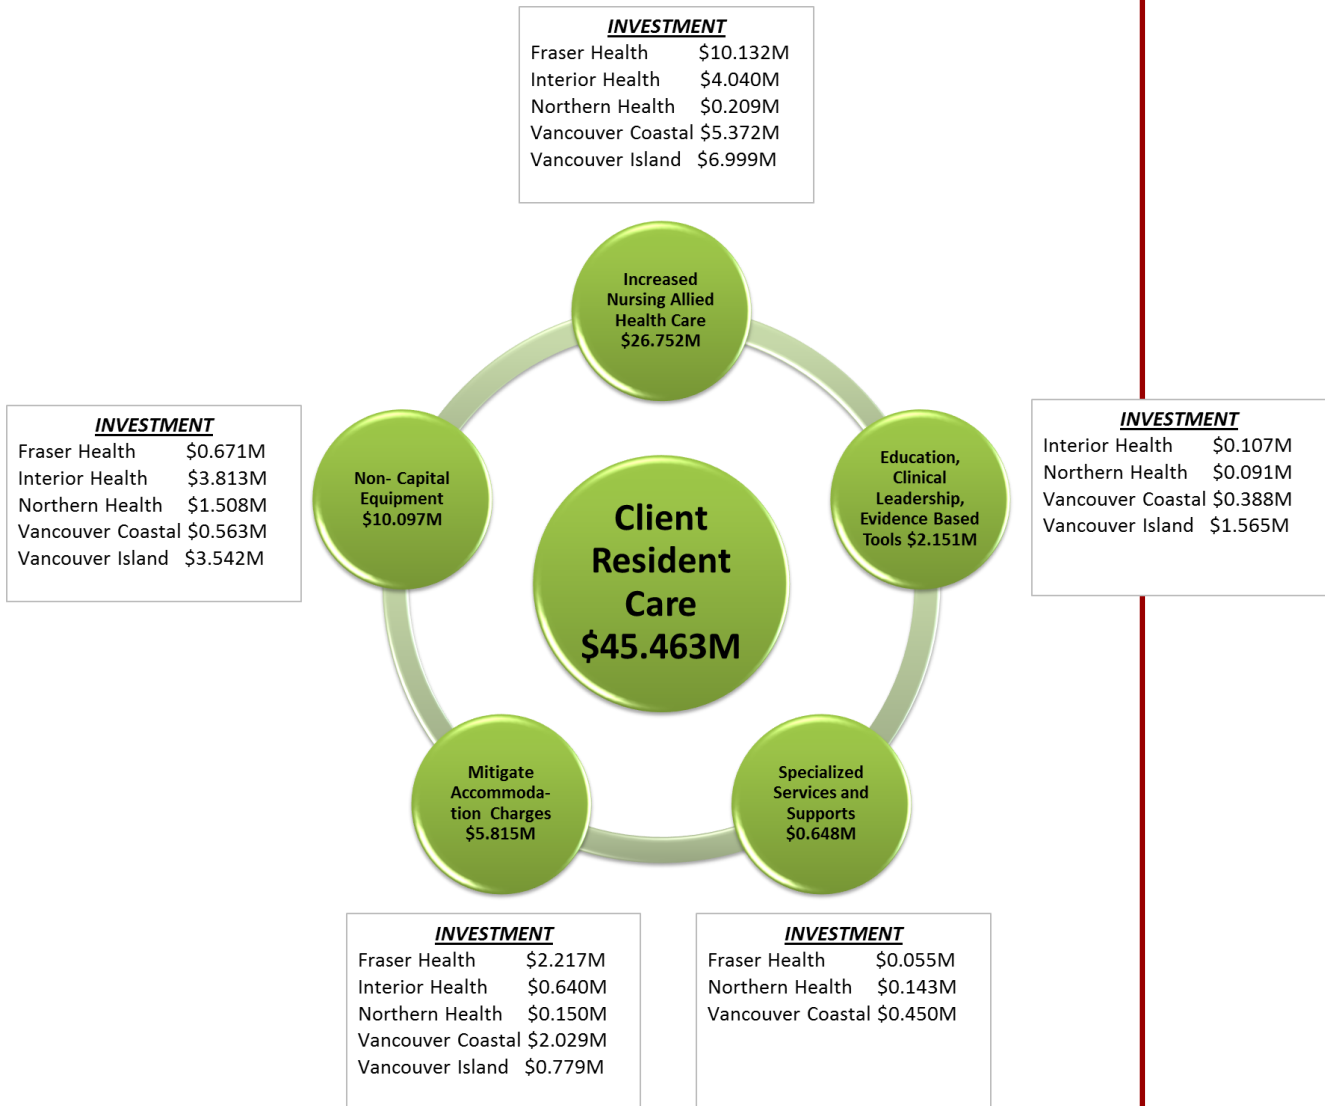 INVESTMENT
Fraser Health $10.132M
Interior Health $4.040M
Northern Health $0.209M
Vancouver Coastal $5.372M
Vancouver Island $6.999M
Increased
Nursing Allied
Health Care
$26.752M
INVESTMENT
Fraser Health $0.671M
Interior Health $3.813M
Northern Health $1.508M
Vancouver Coastal $0.563M
Vancouver Island $3.542M
Non- Capital
Equipment
$10.097M
Client
Resident
Care
$45.463M
Education,
Clinical
Leadership,
Evidence Based
Tools $2.151M
INVESTMENT
Interior Health $0.107M
Northern Health $0.091M
Vancouver Coastal $0.388M
Vancouver Island $1.565M
Mitigate
Accommoda-
tion Charges
$5.815M
Specialized
Services and
Supports
$0.648M
INVESTMENT
Fraser Health $2.217M
Interior Health $0.640M
Northern Health $0.150M
Vancouver Coastal $2.029M
Vancouver Island $0.779M
INVESTMENT
Fraser Health $0.055M
Northern Health $0.143M
Vancouver Coastal $0.450M